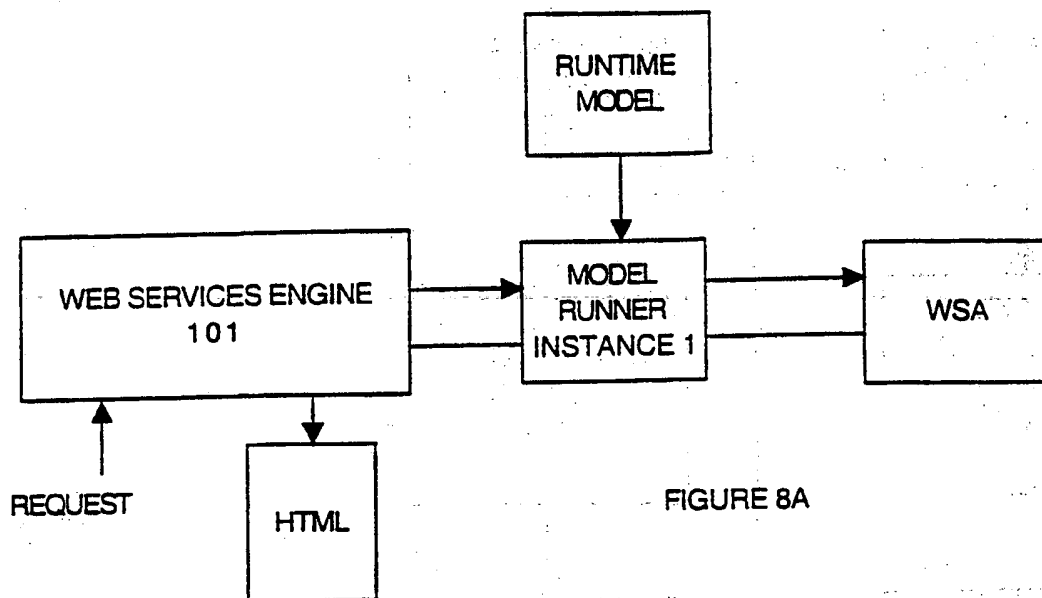 RUNTIME
MODEL
WEB SERVICES ENGINE
101
MODEL
RUNNER
INSTANCE 1
WSA
REQUEST
HTML
FIGURE 8A